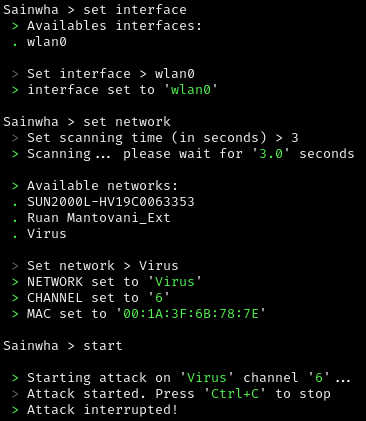 Sainwha > set interface
> Availables interfaces:
. wlan0
> Set interface > wlan0
> interface set to 'wlan0'
Sainwha > set network
> Set scanning time (in seconds) > 3
> Scanning... please wait for '3.0' seconds
> Available networks:
. SUN2000L-HV19C0063353
. Ruan Mantovani_Ext
. Virus
> Set network > Virus
> NETWORK set to 'Virus'
> CHANNEL set to '6'
> MAC set to '00:1A:3F:6B:78:7E'
Sainwha > start
> Starting attack on 'Virus' channel '6'...
> Attack started. Press 'Ctrl+C' to stop
> Attack interrupted!